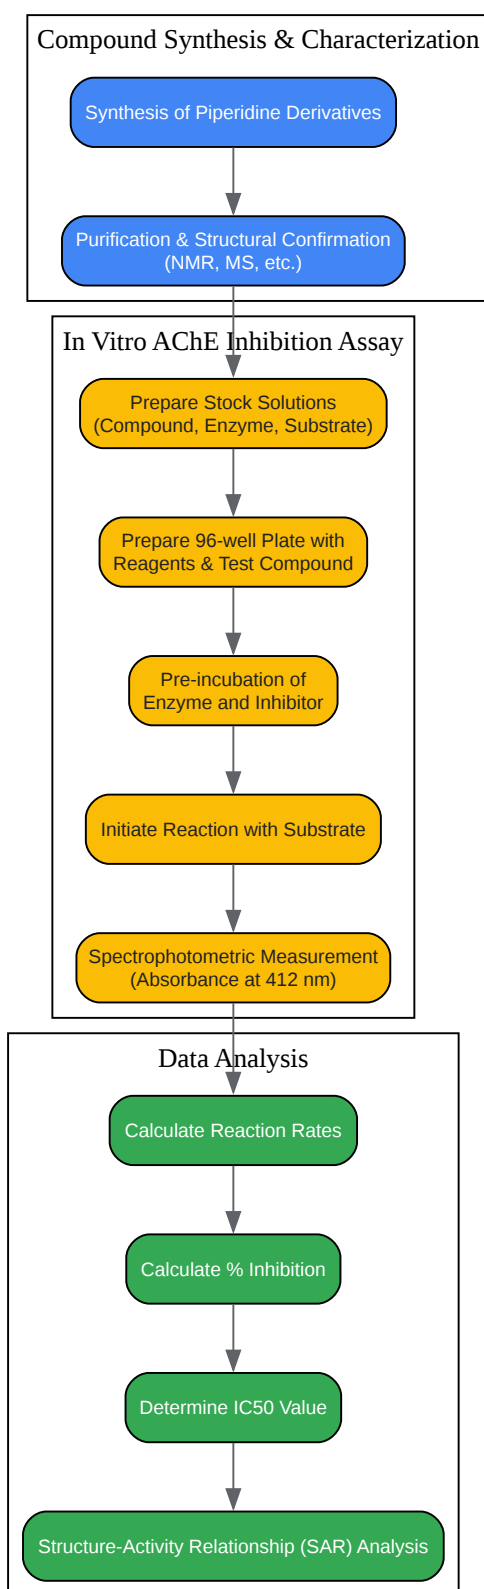 Compound Synthesis & Characterization
Synthesis of Piperidine Derivatives
Purification & Structural Confirmation
(NMR, MS, etc.)
In Vitro AChE Inhibition Assay
Prepare Stock Solutions
(Compound, Enzyme, Substrate)
Prepare 96-well Plate with
Reagents & Test Compound
Pre-incubation of
Enzyme and Inhibitor
Initiate Reaction with Substrate
Spectrophotometric Measurement
(Absorbance at 412 nm)
Data Analysis
Calculate Reaction Rates
Calculate % Inhibition
Determine IC50 Value
Structure-Activity Relationship (SAR) Analysis